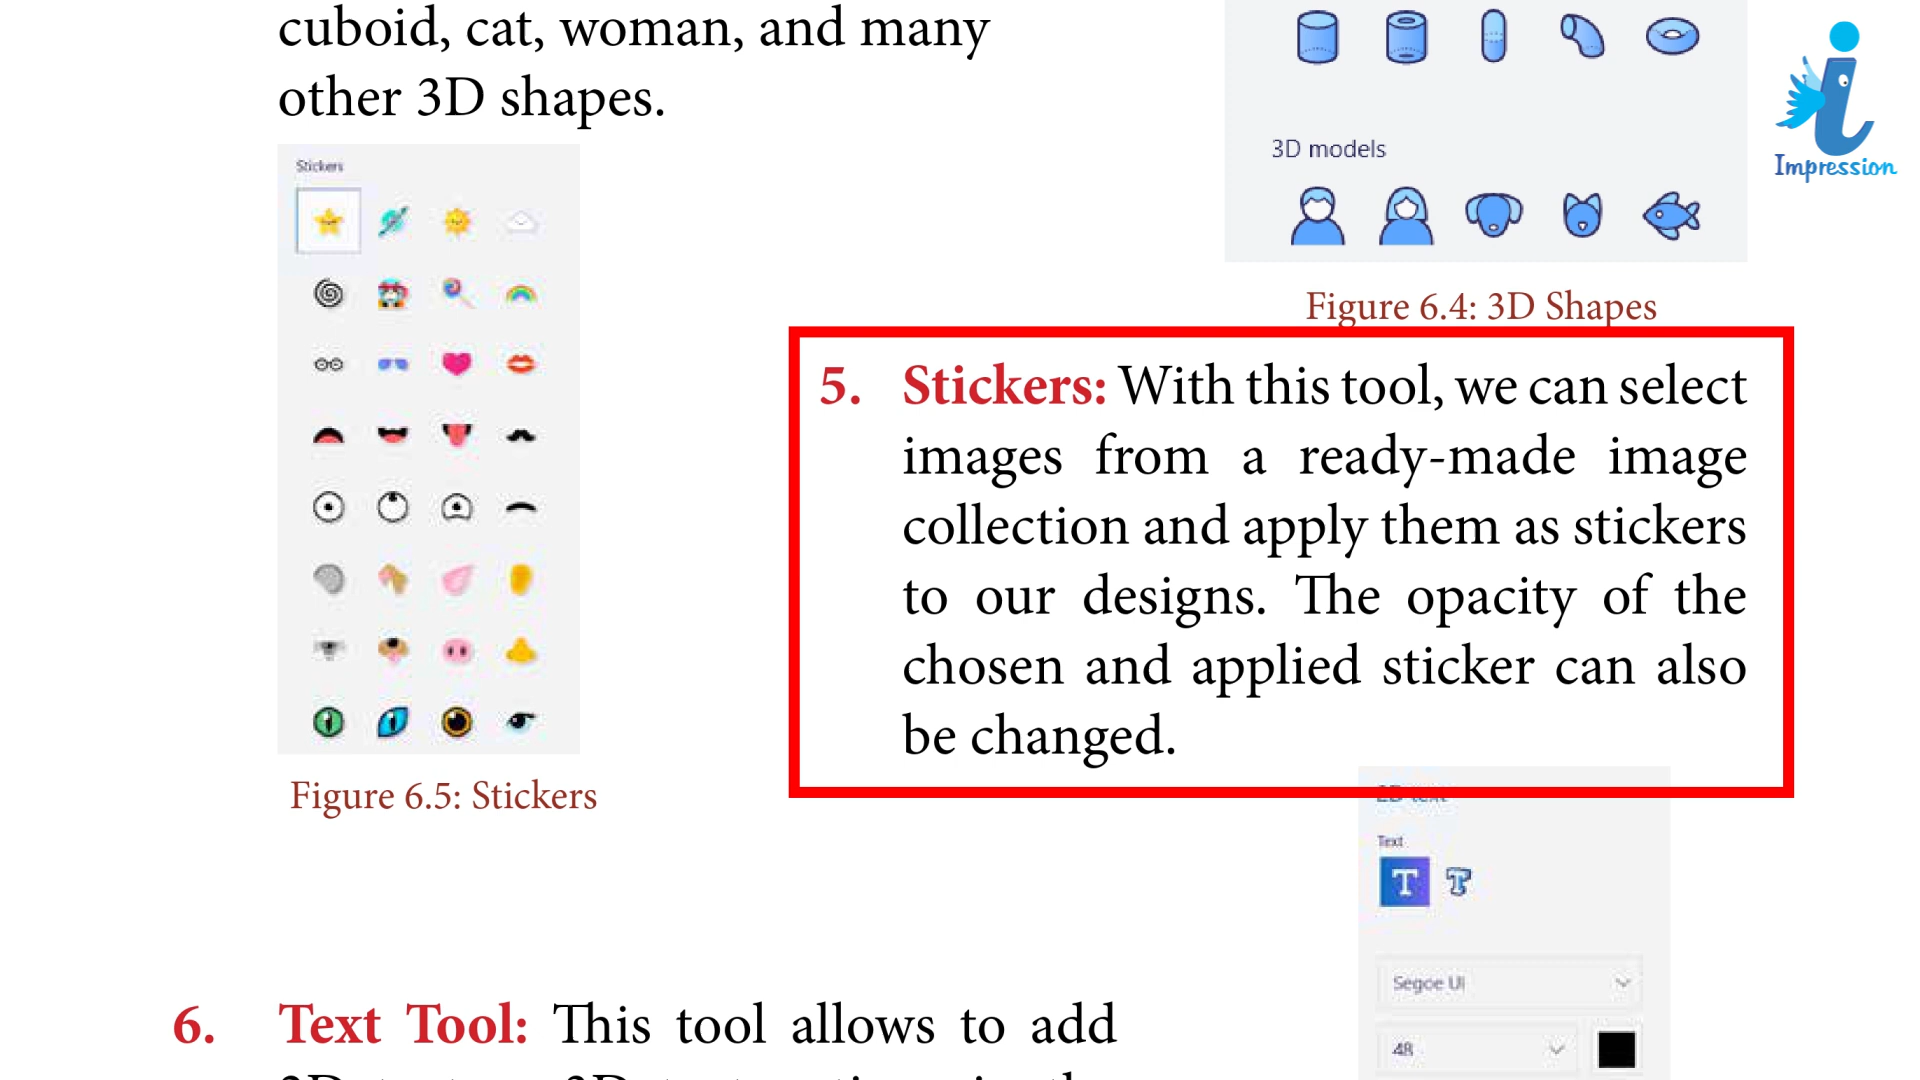 cuboid, cat, woman, and many
other 3D shapes.
Stickers
Figure 6.5: Stickers
3D models
Figure 6.4: 3D Shapes
Impression
5. Stickers: With this tool, we can select
images from a ready-made image
collection and apply them as stickers
to our designs. The opacity of the
chosen and applied sticker can also
be changed.
2D text
Text
Segoe UI
48
6. Text Tool: This tool allows to add